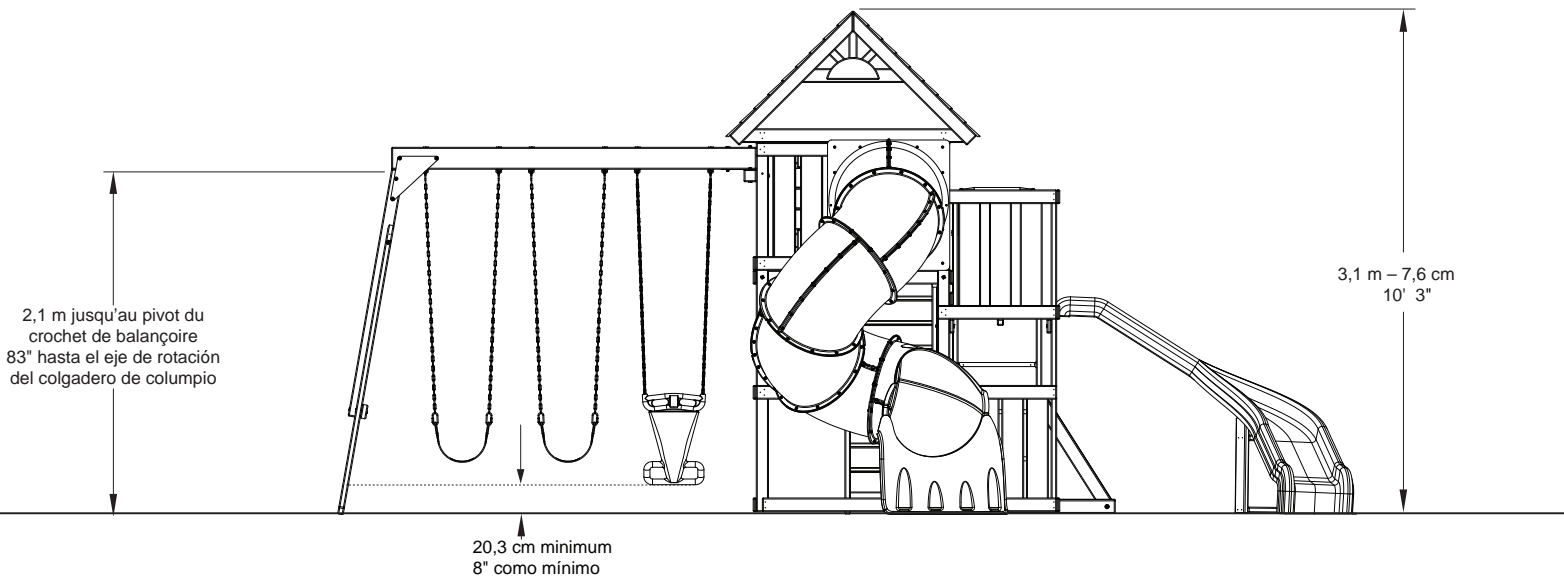 2,1 m jusqu’au pivot du
crochet de balançoire
83" hasta el eje de rotación
del colgadero de columpio
3,1 m – 7,6 cm
10' 3"
20,3 cm minimum
8" como mínimo